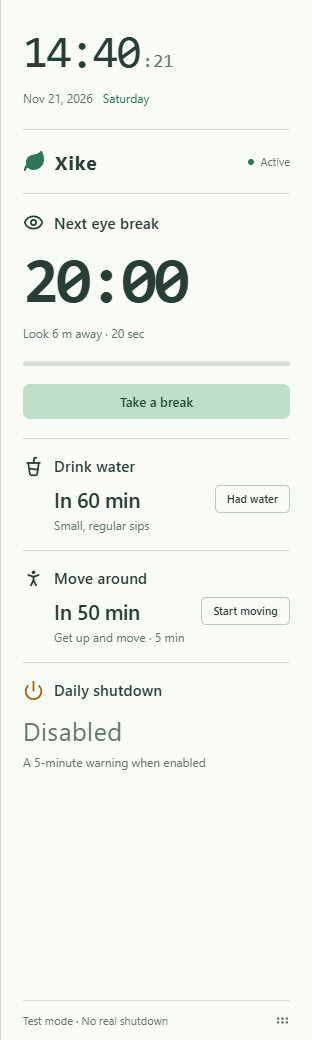 14:40:21
Nov 21, 2026 Saturday
Xike
Active
Next eye break
20:00
Look 6 m away · 20 sec
Take a break
Drink water
In 60 min
Had water
Small, regular sips
Move around
In 50 min
Start moving
Get up and move · 5 min
Daily shutdown
Disabled
A 5-minute warning when enabled
Test mode · No real shutdown